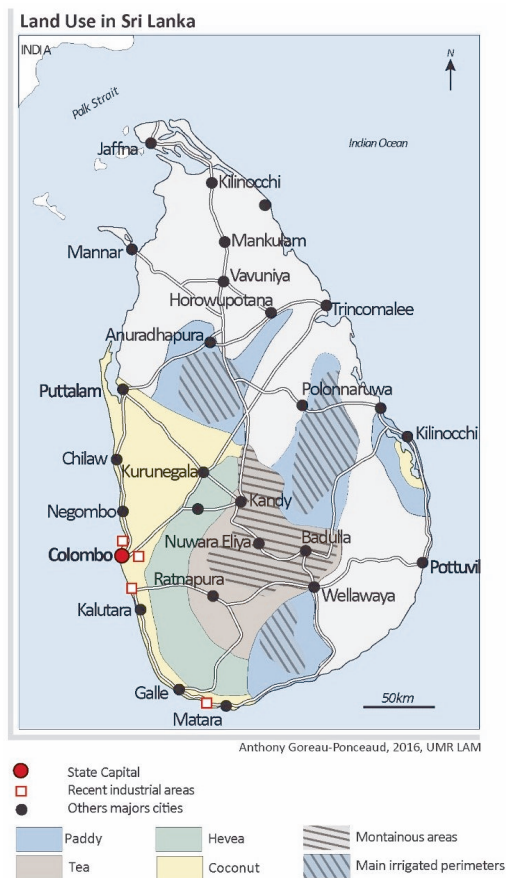 Land Use in Sri Lanka
INDIA
N
Palk Strait
Jaffna
Indian Ocean
Kilinocchi
Mankulam
Mannar
Vavuniya
Horowupotana
Trincomalee
Anuradhapura
Puttalam
Polonnaruwa
Kilinocchi
Chilaw
Kurunegala
Kandy
Negombo
Nuwara Eliya
Badulla
Colombo
Pottuvil
Ratnapura
Wellawaya
Kalutara
Galle
50km
Matara
Anthony Goreau-Ponceaud, 2016, UMR LAM
State Capital
Recent industrial areas
Others majors cities
Paddy
Hevea
Montainous areas
Tea
Coconut
Main irrigated perimeters